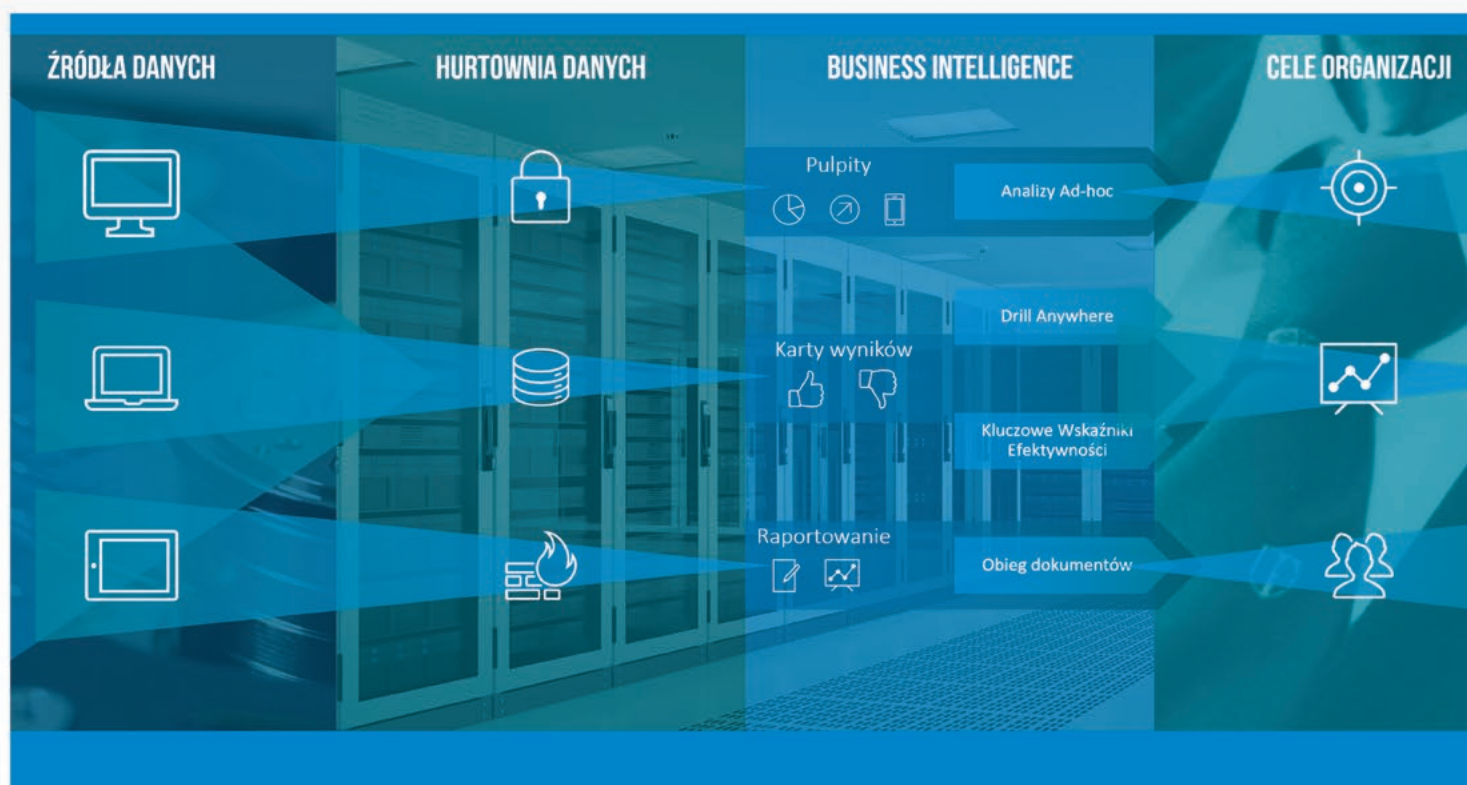 ŹRÓDŁA DANYCH
HURTOWNIA DANYCH
BUSINESS INTELLIGENCE
CELE ORGANIZACJI
Pulpity
Analizy Ad-hoc
Drill Anywhere
Karty wyników
Kluczowe Wskaźniki
Efektywności
Raportowanie
Obieg dokumentów